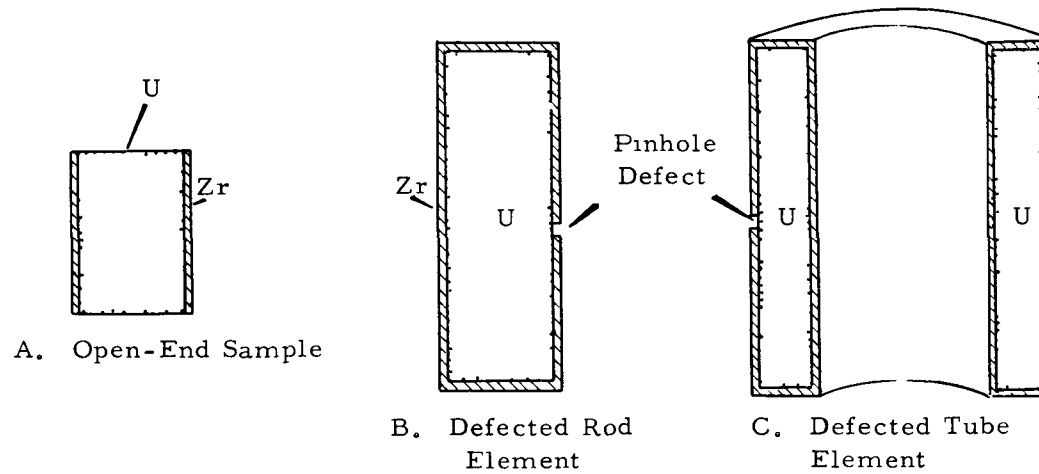 U
Zr
A. Open-End Sample
Zr
U
Pinhole
Defect
B. Defected Rod
Element
U
U
C. Defected Tube
Element